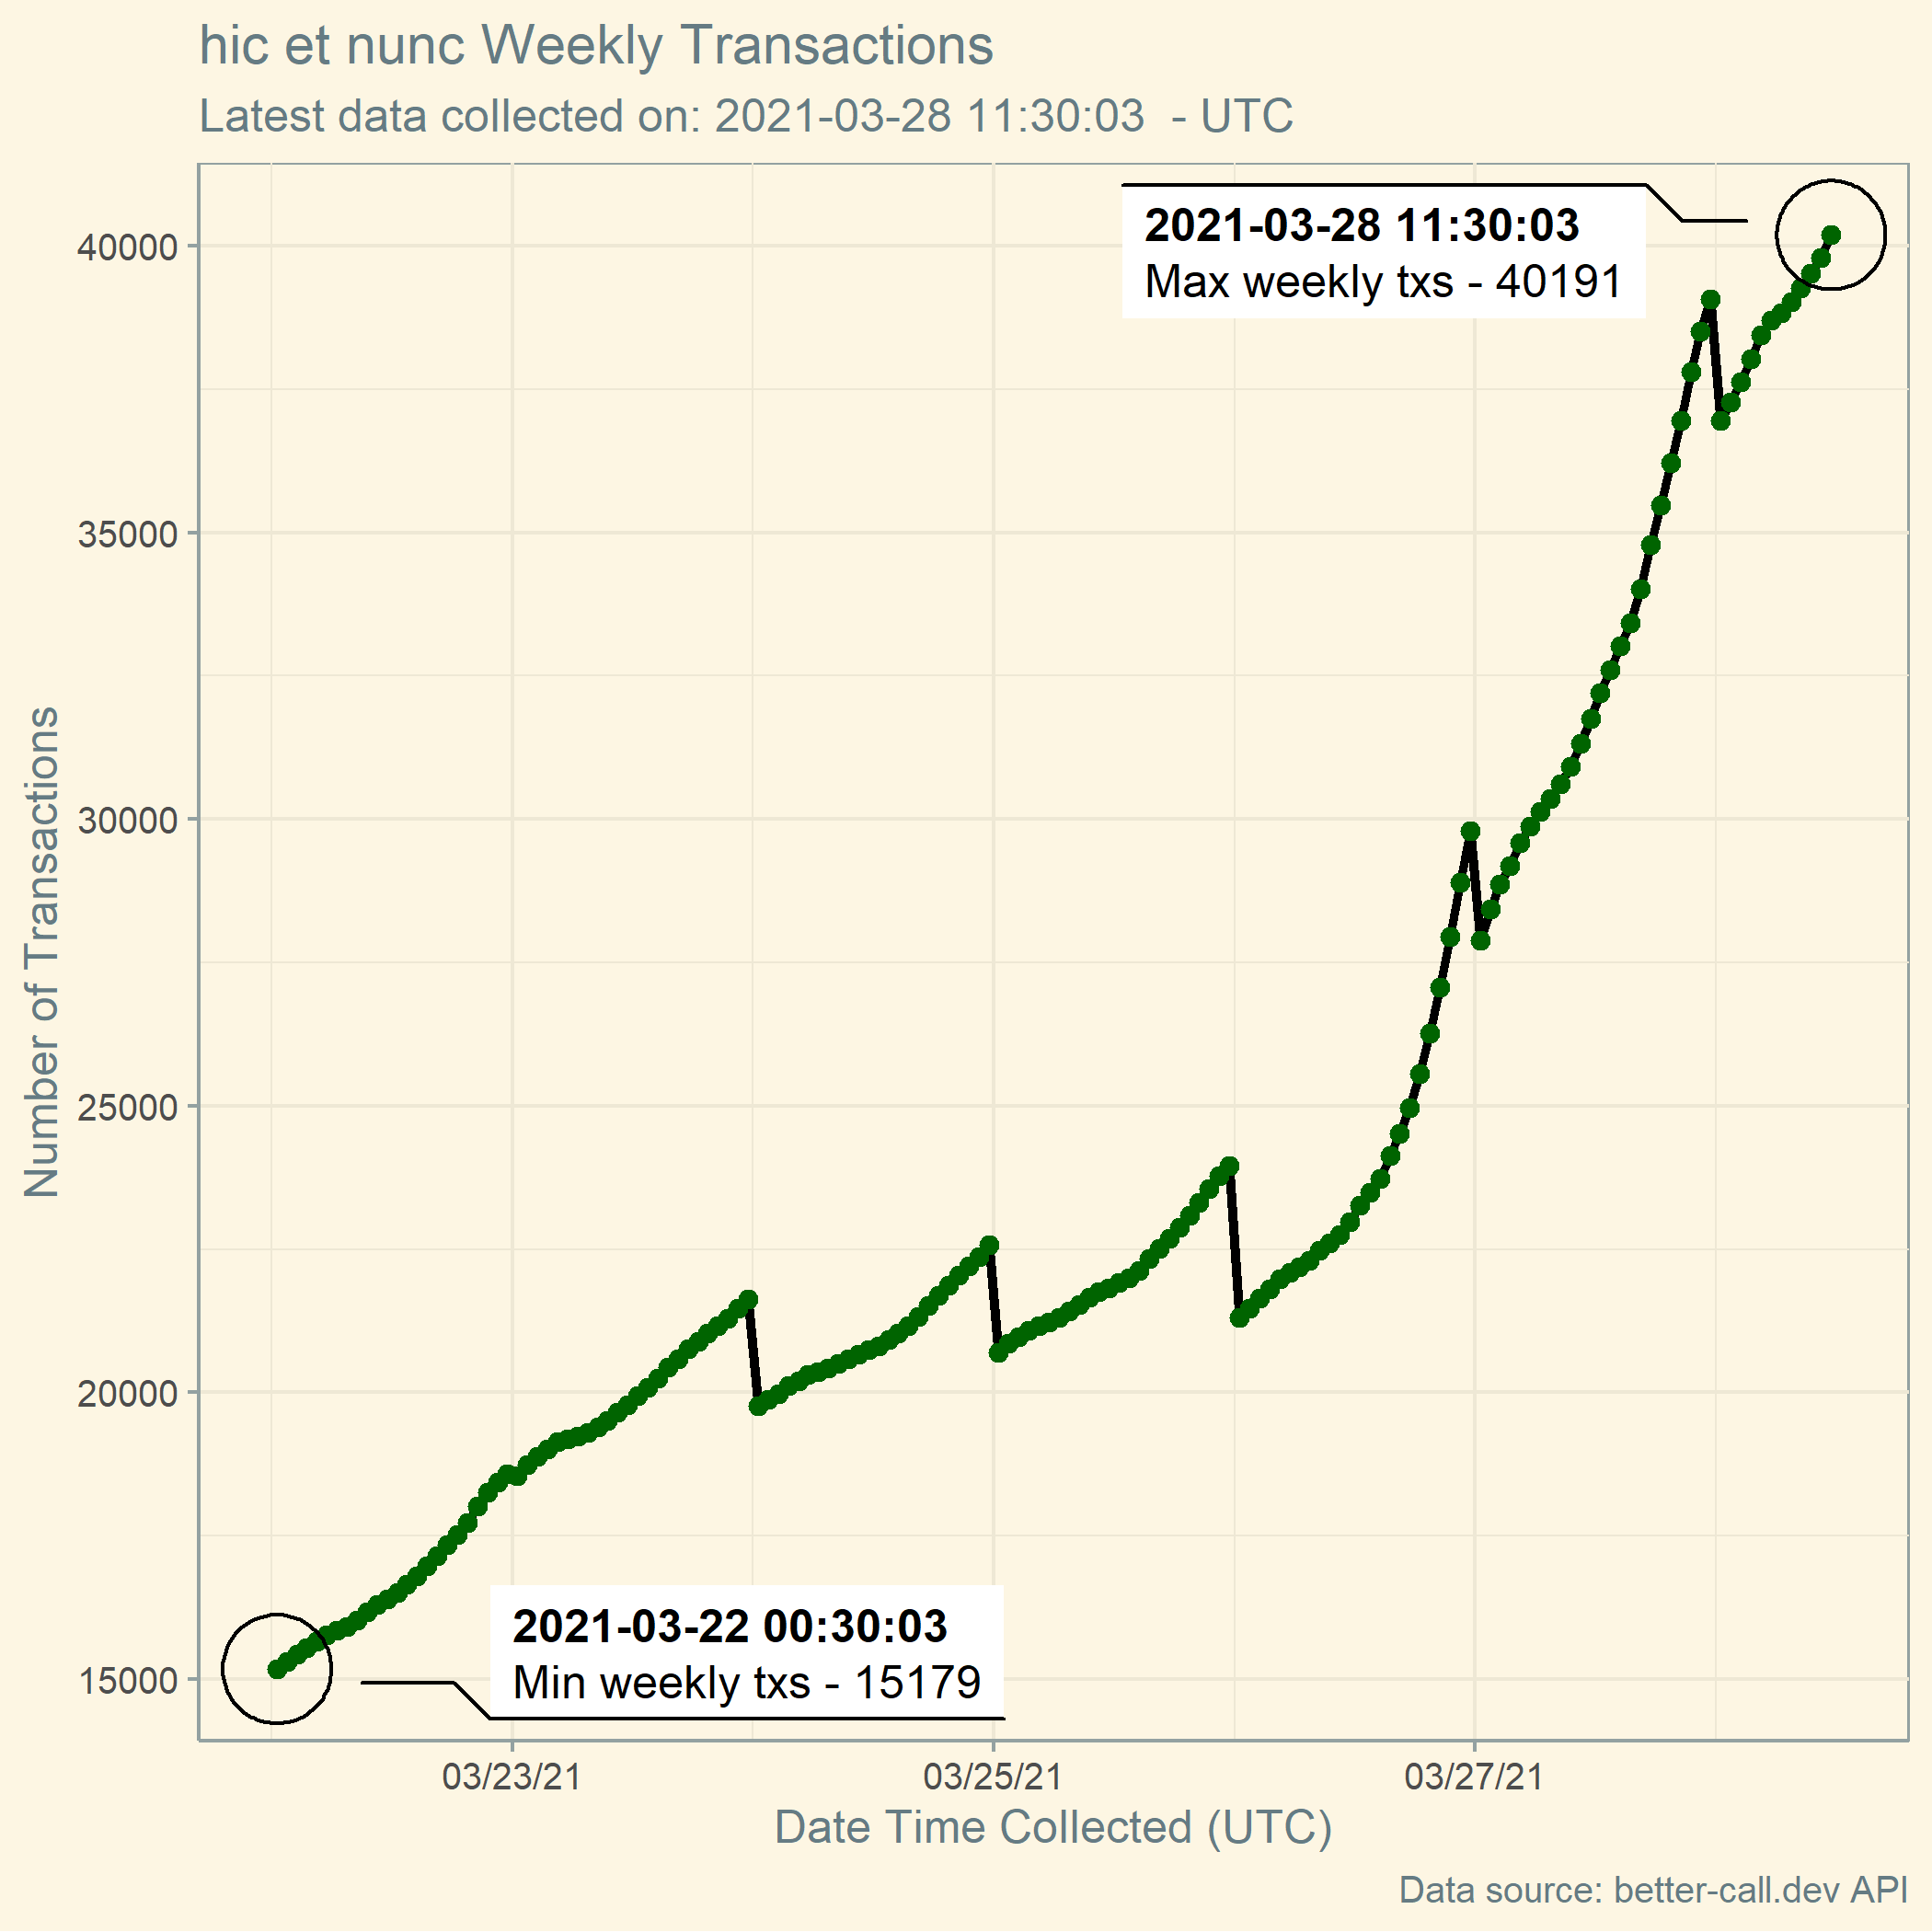 hic et nunc Weekly Transactions
Latest data collected on: 2021-03-28 11:30:03  - UTC
2021-03-28 11:30:03
Max weekly txs - 40191
40000
35000
30000
25000
20000
15000
Number of Transactions
2021-03-22 00:30:03
Min weekly txs - 15179
03/23/21
03/25/21
03/27/21
Date Time Collected (UTC)
Data source: better-call.dev API